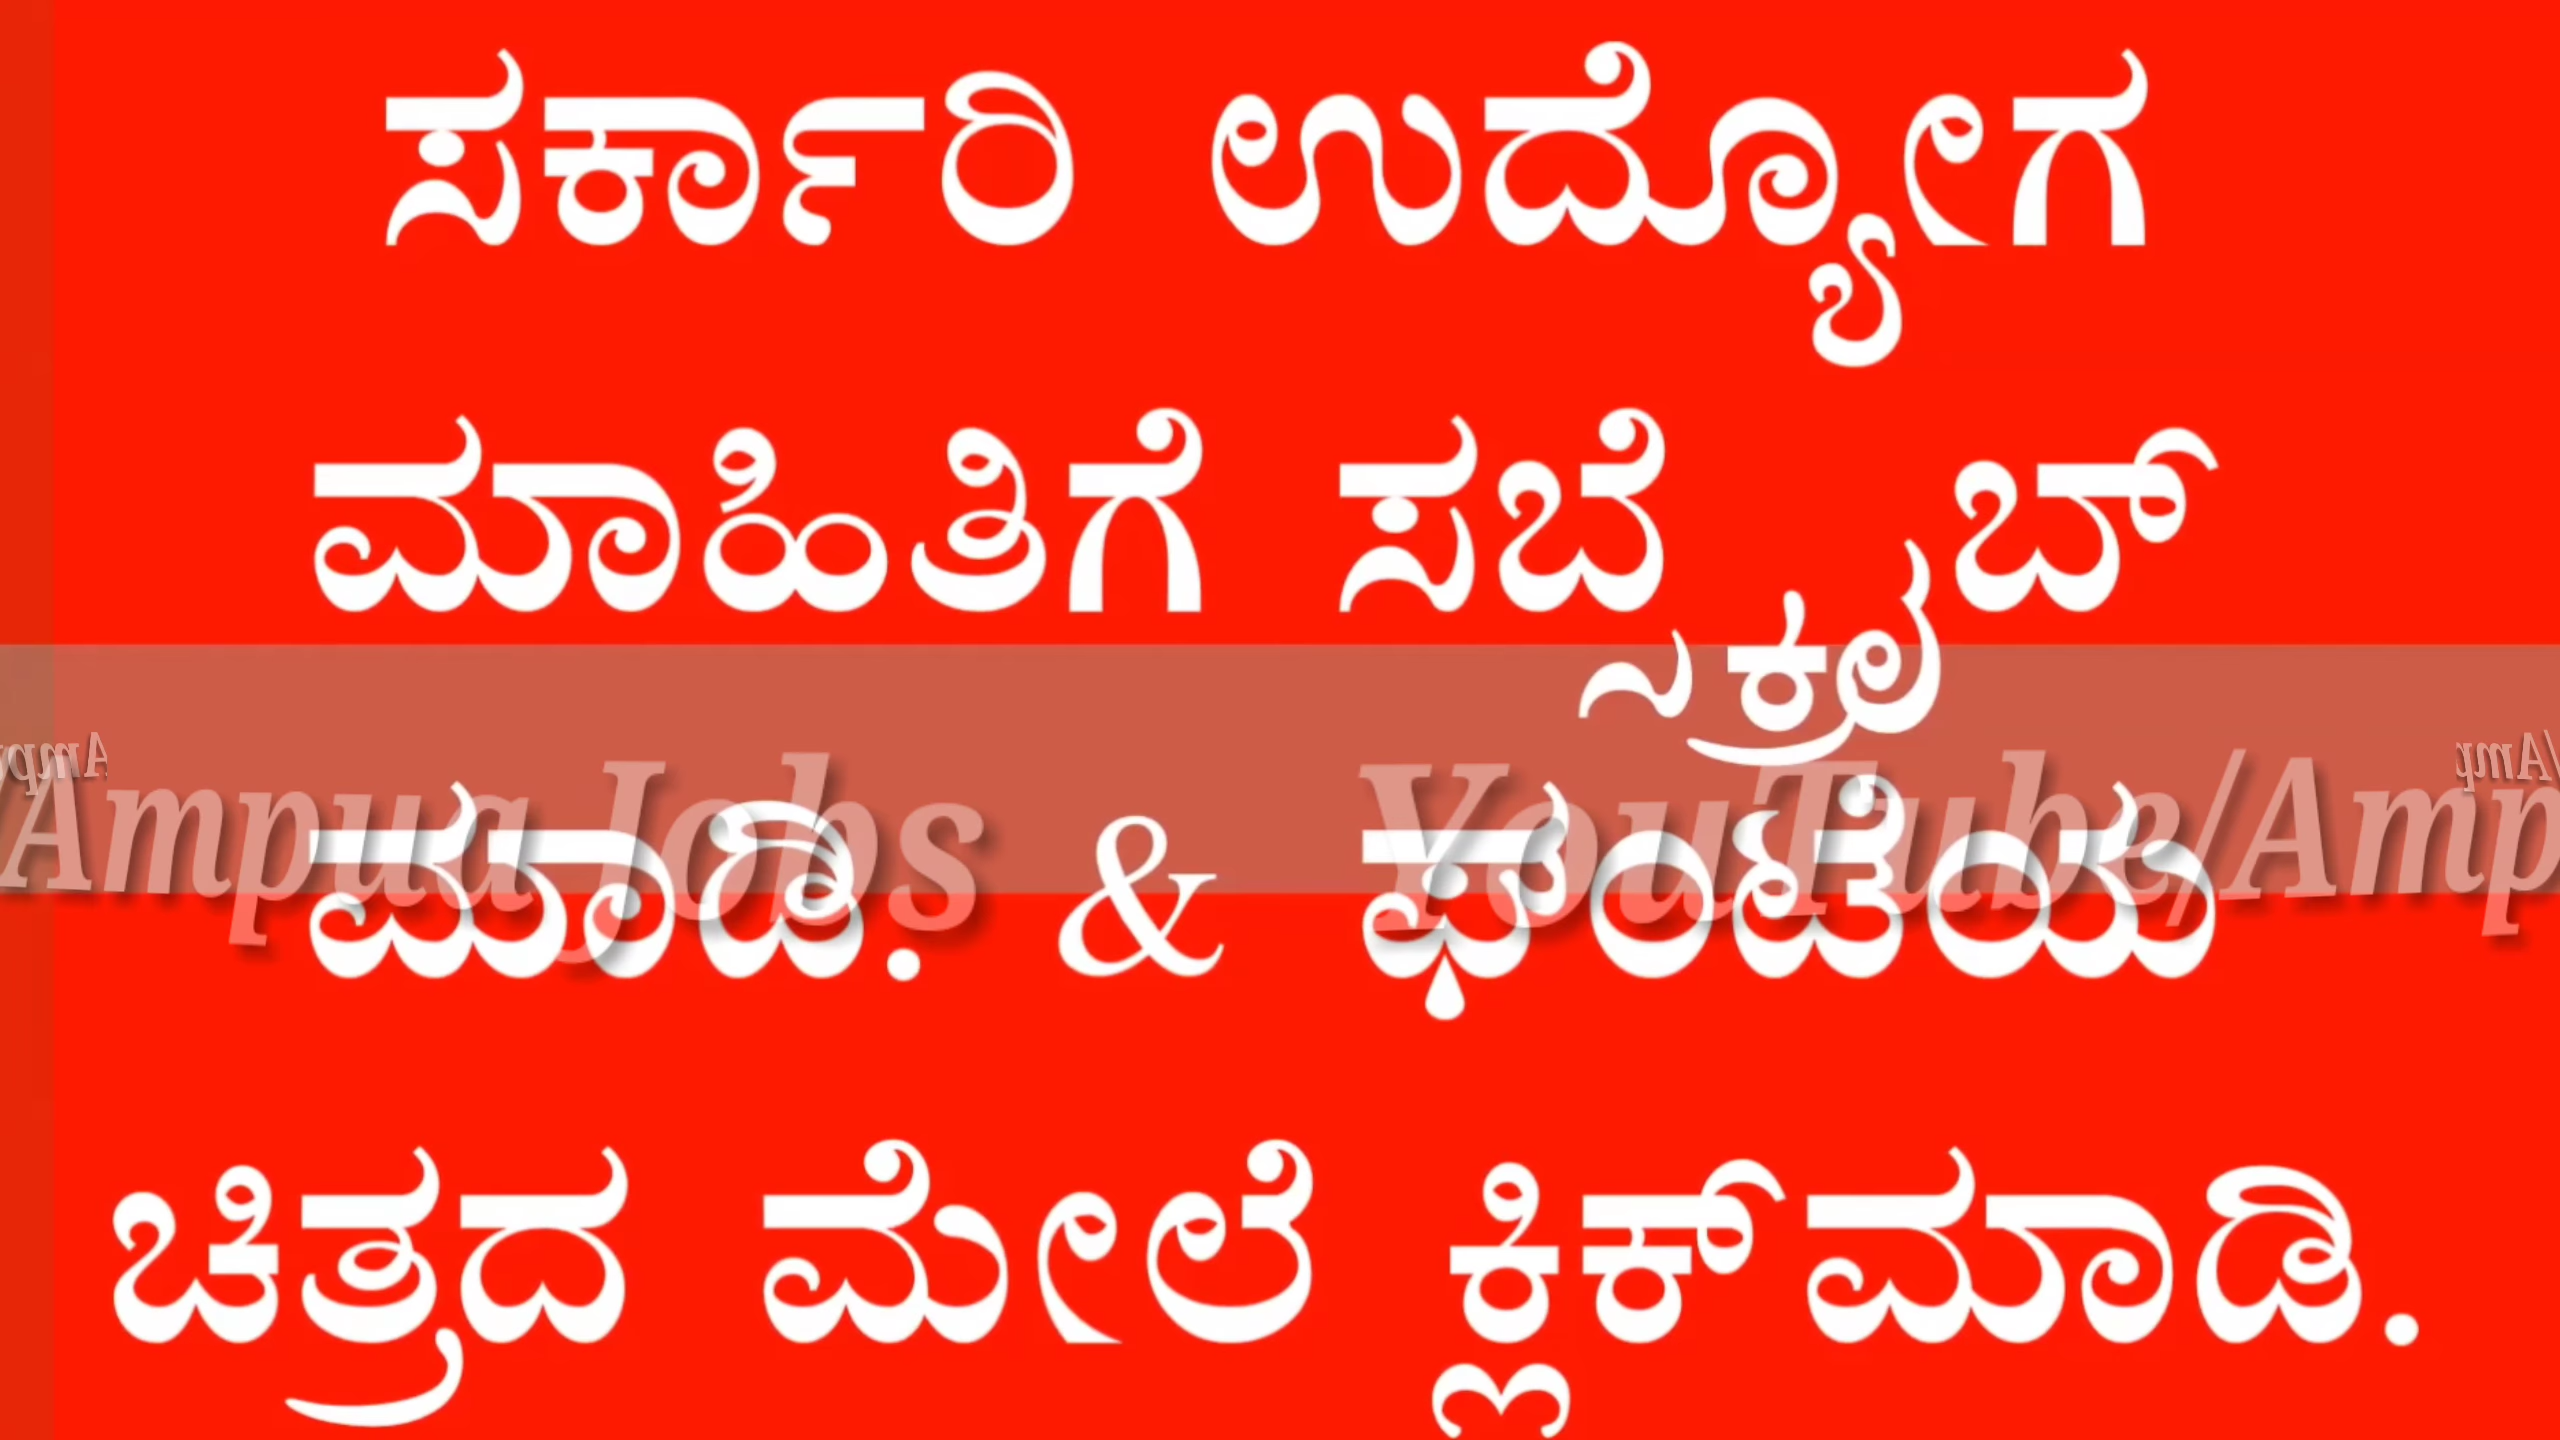 ಸರ್ಕಾರಿ ಉದ್ಯೋಗ
ಮಾಹಿತಿಗೆ ಸಬ್ಸ್ಕ್ರೈಬ್
/Ampua Jobs YouTube/Amp
ಮಾಡಿ. & ಘಂಟೆಯ
ಚಿತ್ರದ ಮೇಲೆ ಕ್ಲಿಕ್‌ಮಾಡಿ.